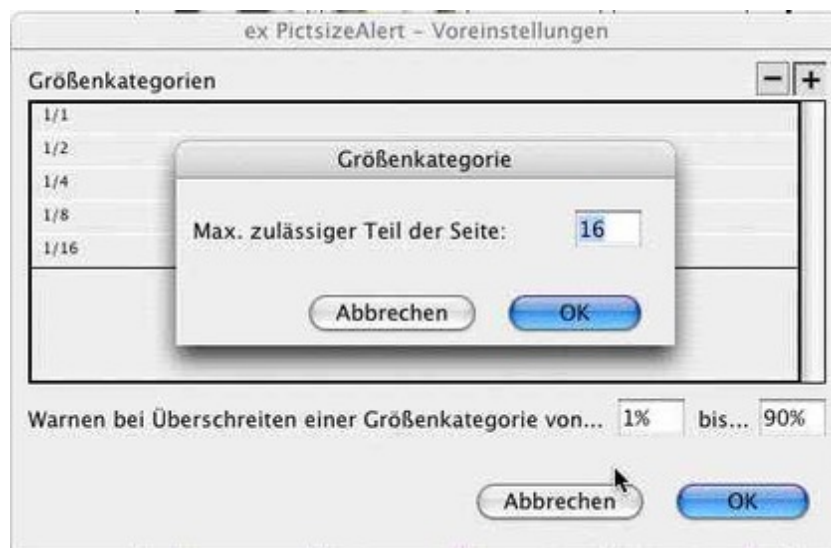 ex PictsizeAlert – Voreinstellungen
Größenkategorien
− +
1/1
1/2
1/4
1/8
1/16
Größenkategorie
Max. zulässiger Teil der Seite: 16
Abbrechen OK
Warnen bei Überschreiten einer Größenkategorie von... 1% bis... 90%
Abbrechen OK